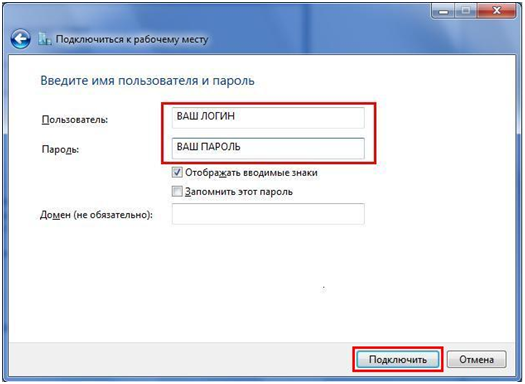 Подключиться к рабочему месту
Введите имя пользователя и пароль
Пользователь: ВАШ ЛОГИН
Пароль: ВАШ ПАРОЛЬ
Отображать вводимые знаки
Запомнить этот пароль
Домен (не обязательно):
Подключить Отмена